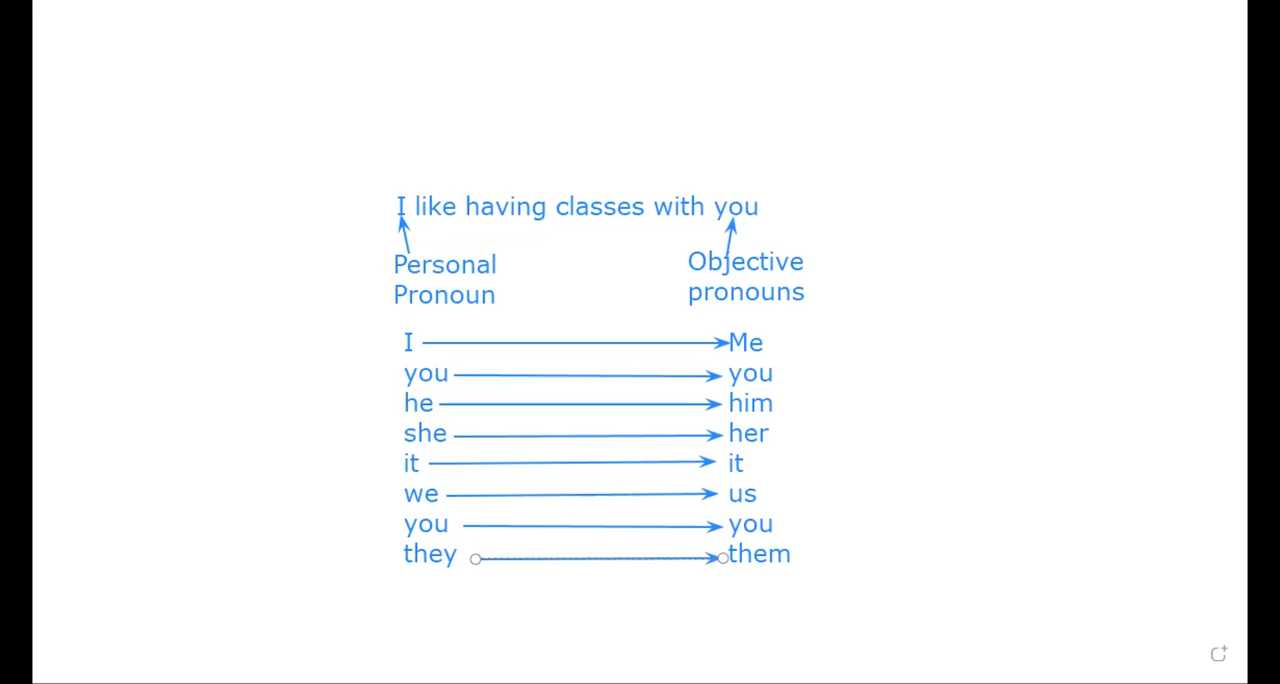 I like having classes with you
Personal Objective
Pronoun pronouns
I Me
you you
he him
she her
it it
we us
you you
they them